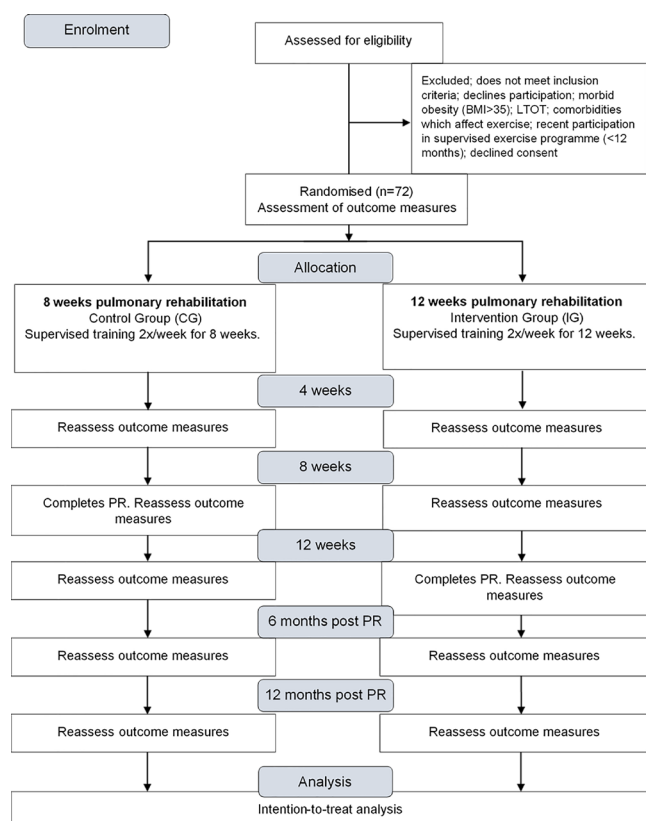 Enrolment
Assessed for eligibility
Excluded; does not meet inclusion
criteria; declines participation; morbid
obesity (BMI>35); LTOT; comorbidities
which affect exercise; recent participation
in supervised exercise programme (<12
months); declined consent
Randomised (n=72)
Assessment of outcome measures
Allocation
8 weeks pulmonary rehabilitation
Control Group (CG)
Supervised training 2x/week for 8 weeks.
12 weeks pulmonary rehabilitation
Intervention Group (IG)
Supervised training 2x/week for 12 weeks.
4 weeks
Reassess outcome measures
Reassess outcome measures
8 weeks
Completes PR. Reassess outcome
measures
Reassess outcome measures
12 weeks
Reassess outcome measures
Completes PR. Reassess outcome
measures
6 months post PR
Reassess outcome measures
Reassess outcome measures
12 months post PR
Reassess outcome measures
Reassess outcome measures
Analysis
Intention-to-treat analysis